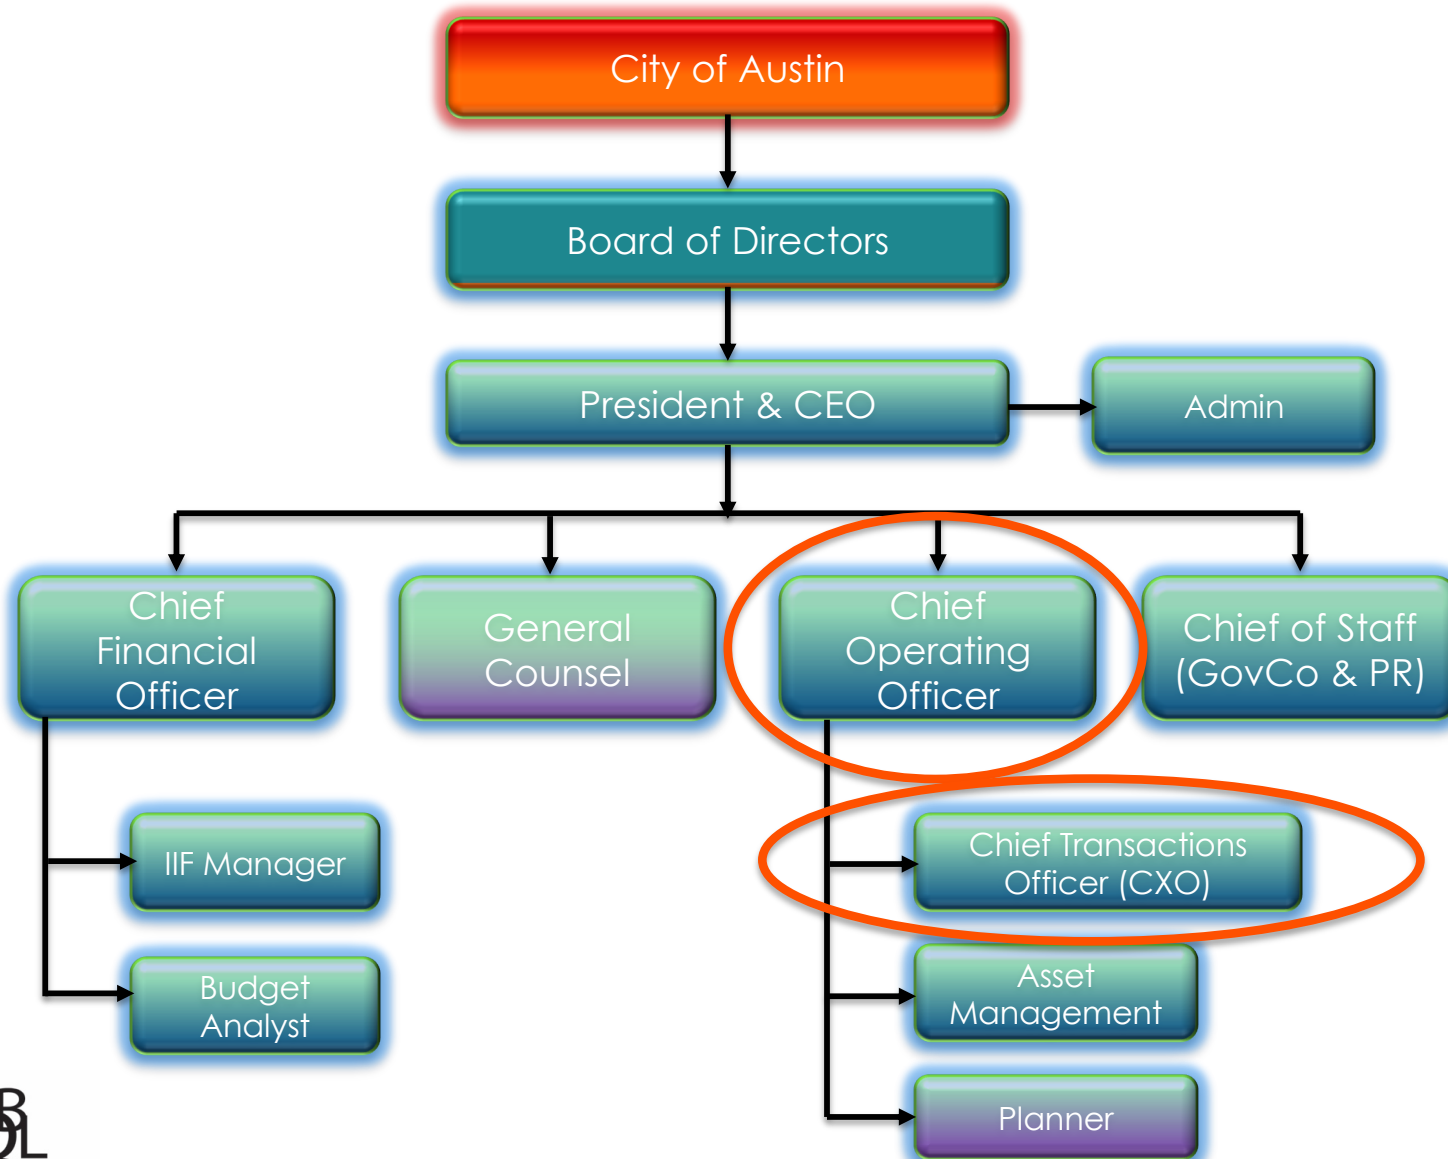 City of Austin
Board of Directors
President & CEO
Admin
Chief
Financial
Officer
General
Counsel
Chief
Operating
Officer
Chief of Staff
(GovCo & PR)
IIF Manager
Chief Transactions
Officer (CXO)
Budget
Analyst
Asset
Management
Planner